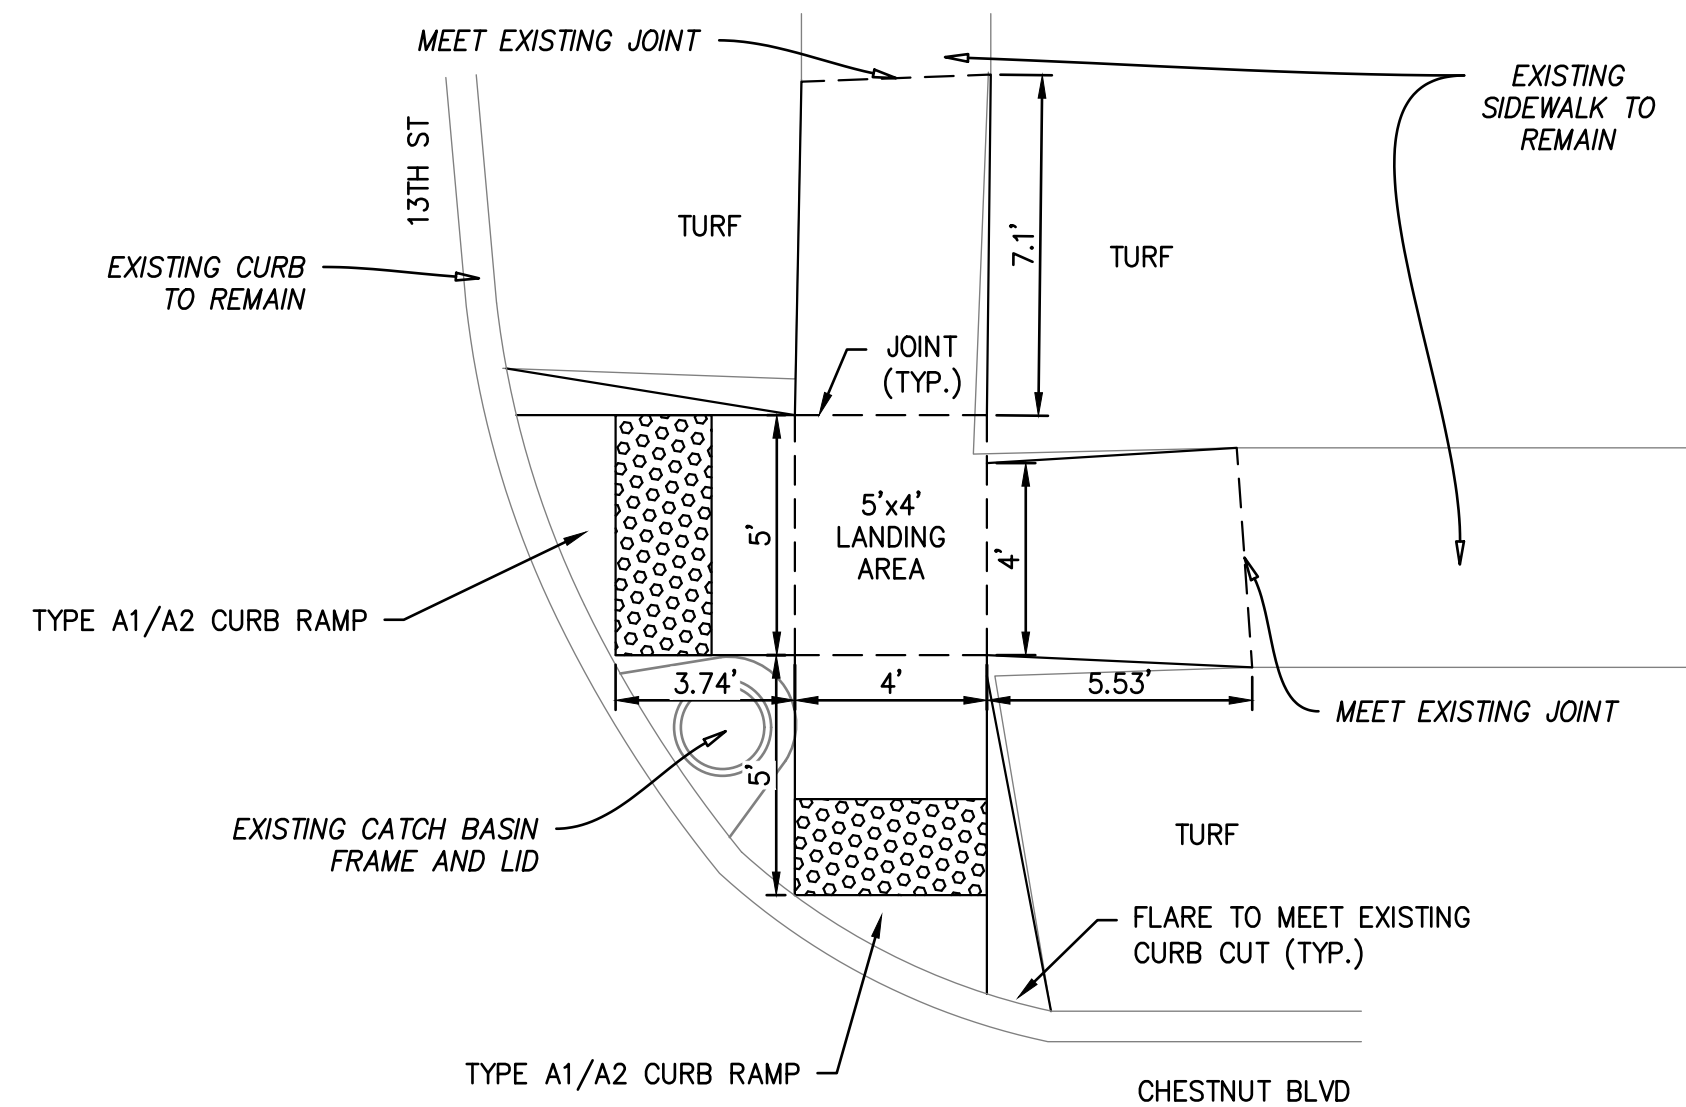 MEET EXISTING JOINT
EXISTING
SIDEWALK TO
REMAIN
13TH ST
TURF
7.1'
TURF
EXISTING CURB
TO REMAIN
JOINT
(TYP.)
5'
5'x4'
LANDING
AREA
4'
TYPE A1/A2 CURB RAMP
3.74'
4'
5.53'
MEET EXISTING JOINT
5'
EXISTING CATCH BASIN
FRAME AND LID
TURF
FLARE TO MEET EXISTING
CURB CUT (TYP.)
TYPE A1/A2 CURB RAMP
CHESTNUT BLVD